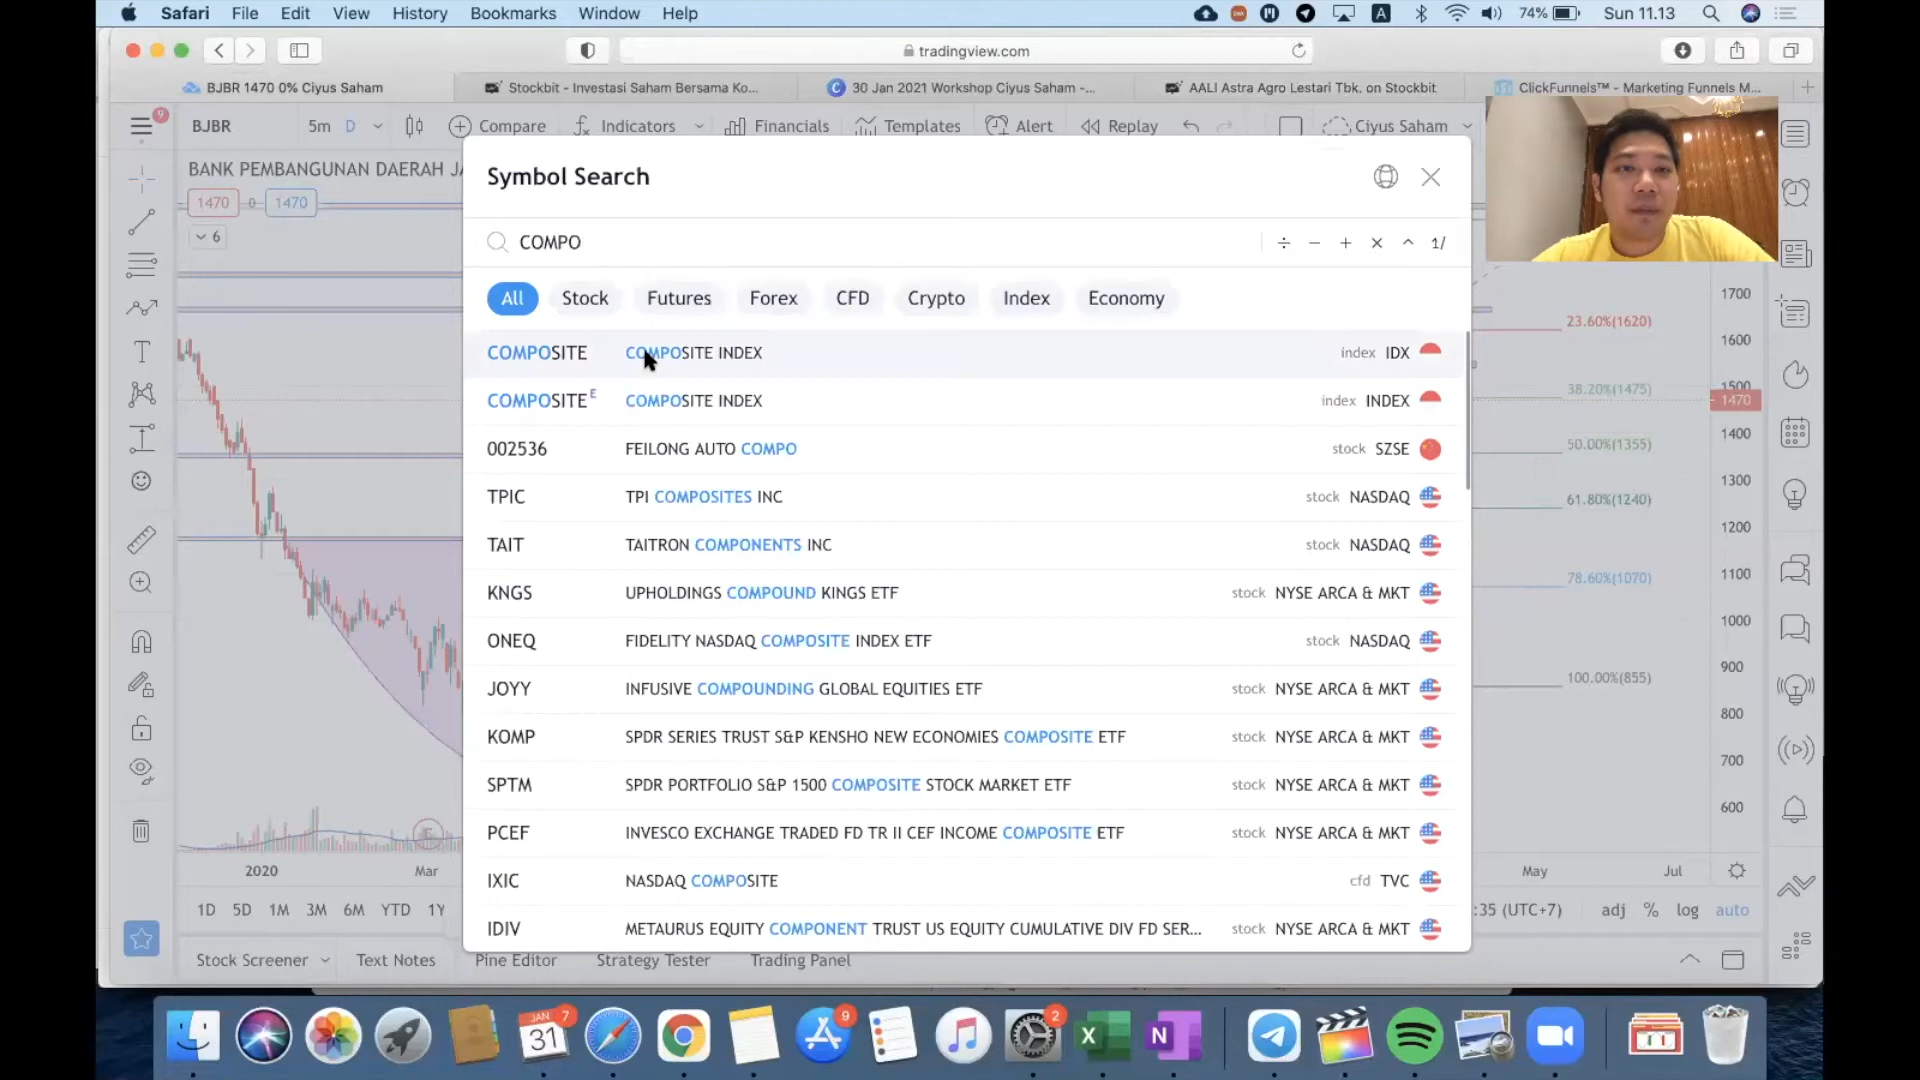 Safari File Edit View History Bookmarks Window Help
A 74% Sun 11.13
tradingview.com
BJBR 1470 0% Ciyus Saham
Stockbit - Investasi Saham Bersama Ko...
C 30 Jan 2021 Workshop Ciyus Saham -...
AALI Astra Agro Lestari Tbk. on Stockbit
ClickFunnels™ - Marketing Funnels M...
9 BJBR 5m D Compare Indicators Financials Templates Alert Replay Ciyus Saham
BANK PEMBANGUNAN DAERAH JA
1470 0 1470
6
Symbol Search
COMPO
÷ − + × ^ 1/
All Stock Futures Forex CFD Crypto Index Economy
COMPOSITE COMPOSITE INDEX index IDX
COMPOSITE E COMPOSITE INDEX index INDEX
002536 FEILONG AUTO COMPO stock SZSE
TPIC TPI COMPOSITES INC stock NASDAQ
TAIT TAITRON COMPONENTS INC stock NASDAQ
KNGS UPHOLDINGS COMPOUND KINGS ETF stock NYSE ARCA & MKT
ONEQ FIDELITY NASDAQ COMPOSITE INDEX ETF stock NASDAQ
JOYY INFUSIVE COMPOUNDING GLOBAL EQUITIES ETF stock NYSE ARCA & MKT
KOMP SPDR SERIES TRUST S&P KENSHO NEW ECONOMIES COMPOSITE ETF stock NYSE ARCA & MKT
SPTM SPDR PORTFOLIO S&P 1500 COMPOSITE STOCK MARKET ETF stock NYSE ARCA & MKT
PCEF INVESCO EXCHANGE TRADED FD TR II CEF INCOME COMPOSITE ETF stock NYSE ARCA & MKT
IXIC NASDAQ COMPOSITE cfd TVC
IDIV METAURUS EQUITY COMPONENT TRUST US EQUITY CUMULATIVE DIV FD SER... stock NYSE ARCA & MKT
1700
23.60%(1620)
1600
38.20%(1475)
1500
1470
1400
50.00%(1355)
1300
61.80%(1240)
1200
78.60%(1070)
1100
1000
900
100.00%(855)
800
700
600
E
2020 Mar May Jul
1D 5D 1M 3M 6M YTD 1Y
:35 (UTC+7) adj % log auto
Stock Screener Text Notes Pine Editor Strategy Tester Trading Panel
JAN 31 7
9
2
X
N